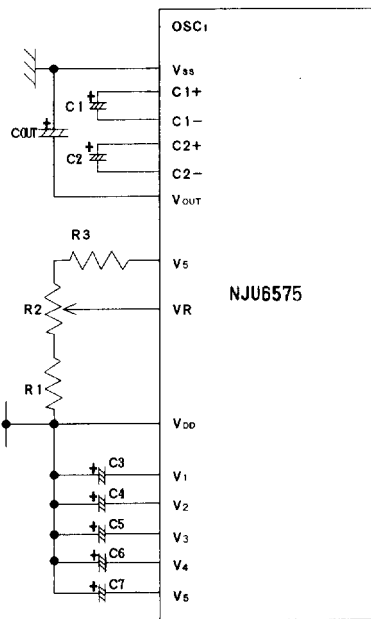 OSC1
VSS
C1+
C1 +
C1-
COUT +
C2+
C2 +
C2-
VOUT
R3
V5
R2
VR
NJU6575
R1
VDD
+ C3
V1
+ C4
V2
+ C5
V3
+ C6
V4
+ C7
V5